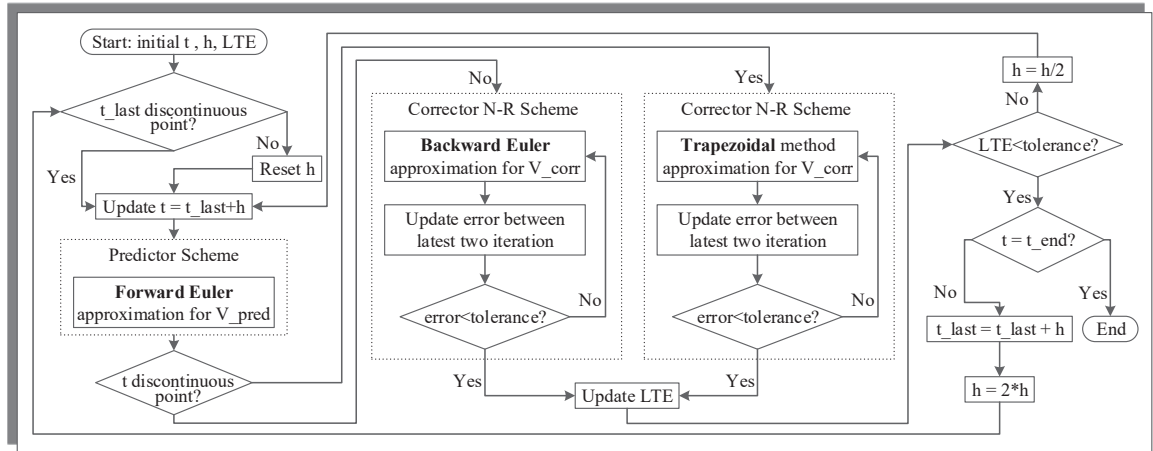 Start: initial t , h, LTE
t_last discontinuous
point?
No
Yes
Reset h
Update t = t_last+h
Predictor Scheme
Forward Euler
approximation for V_pred
t discontinuous
point?
No
Corrector N-R Scheme
Backward Euler
approximation for V_corr
Update error between
latest two iteration
error<tolerance?
No
Yes
Yes
Corrector N-R Scheme
Trapezoidal method
approximation for V_corr
Update error between
latest two iteration
error<tolerance?
No
Yes
Update LTE
h = h/2
No
LTE<tolerance?
Yes
t = t_end?
No
Yes
t_last = t_last + h
End
h = 2*h